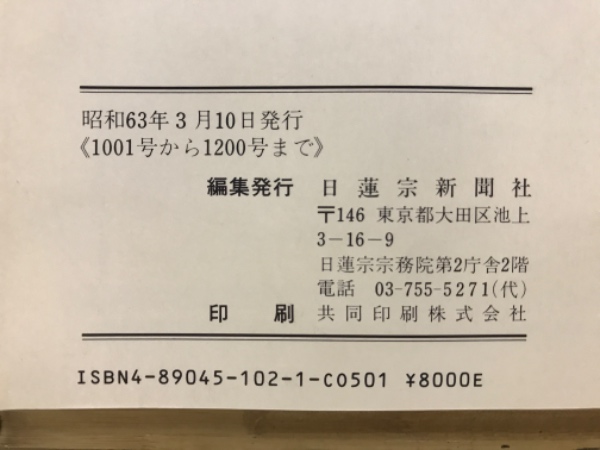 昭和63年3月10日発行
《1001号から1200号まで》
編集発行 日蓮宗新聞社
〒146 東京都大田区池上
3-16-9
日蓮宗宗務院第2庁舎2階
電話 03-755-5271(代)
印刷 共同印刷株式会社
ISBN4-89045-102-1-C0501 ¥8000E